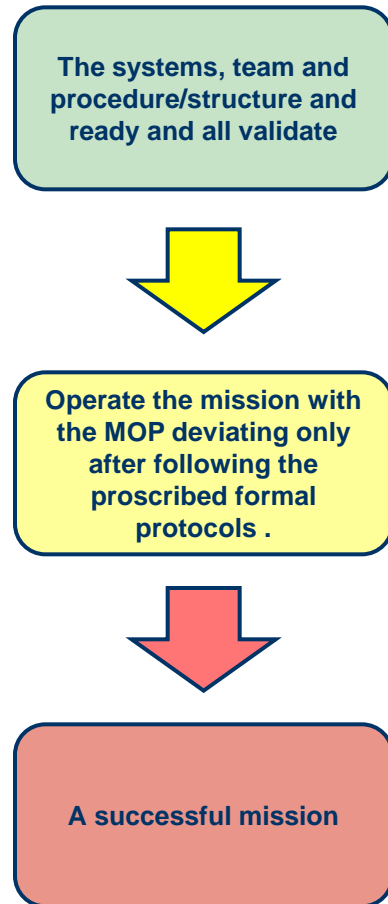 The systems, team and
procedure/structure and
ready and all validate
Operate the mission with
the MOP deviating only
after following the
proscribed formal
protocols .
A successful mission